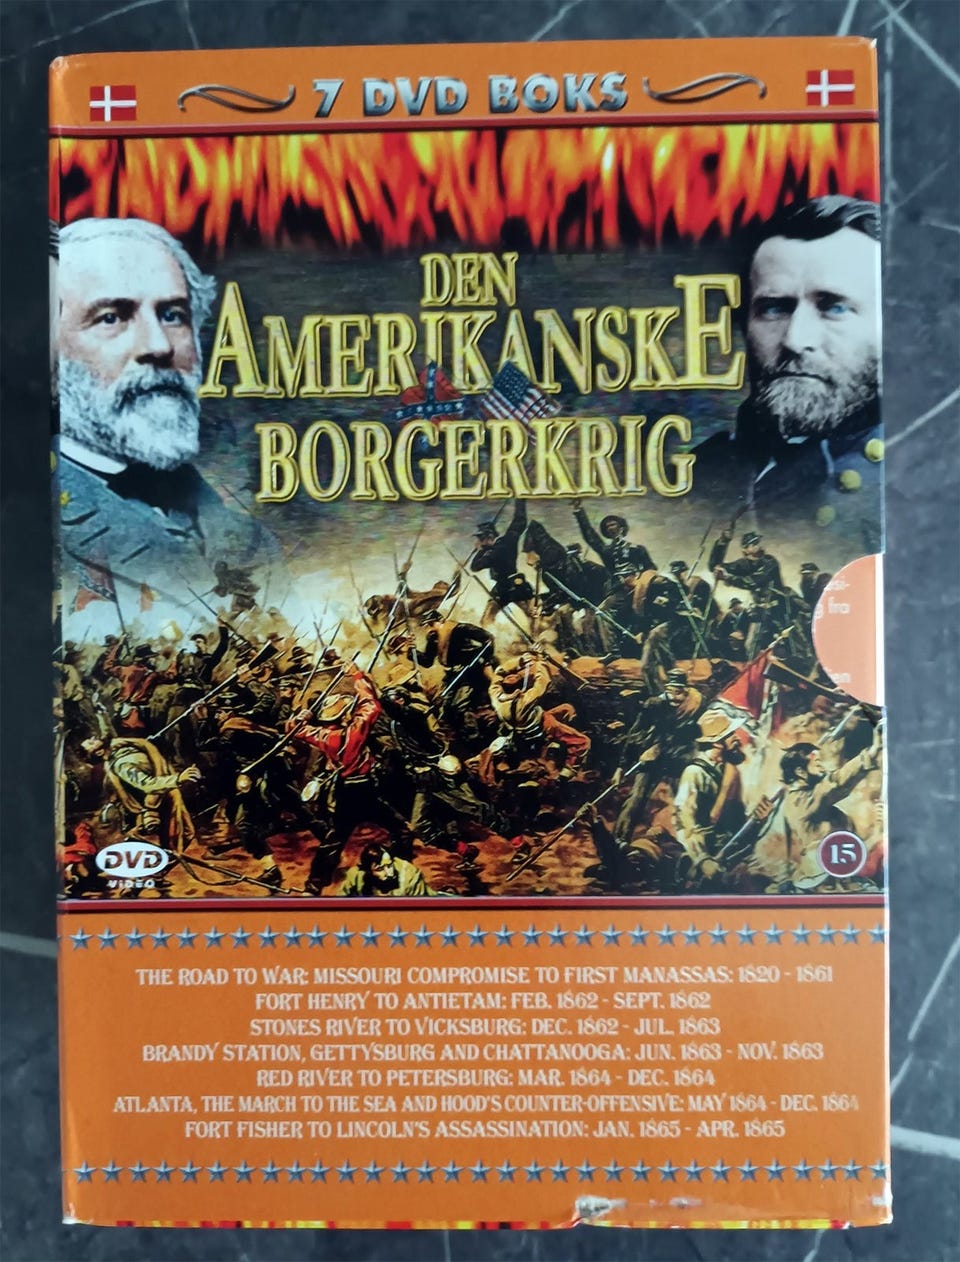 7 DVD BOKS
DEN
AMERIKANSKE
BORGERKRIG
fra
en
DVD
VIDEO
15
THE ROAD TO WAR: MISSOURI COMPROMISE TO FIRST MANASSAS: 1820 - 1861
FORT HENRY TO ANTIETAM: FEB. 1862 - SEPT. 1862
STONES RIVER TO VICKSBURG: DEC. 1862 - JUL. 1863
BRANDY STATION, GETTYSBURG AND CHATTANOOGA: JUN. 1863 - NOV. 1863
RED RIVER TO PETERSBURG: MAR. 1864 - DEC. 1864
ATLANTA, THE MARCH TO THE SEA AND HOOD'S COUNTER-OFFENSIVE: MAY 1864 - DEC. 1864
FORT FISHER TO LINCOLN'S ASSASSINATION: JAN. 1865 - APR. 1865